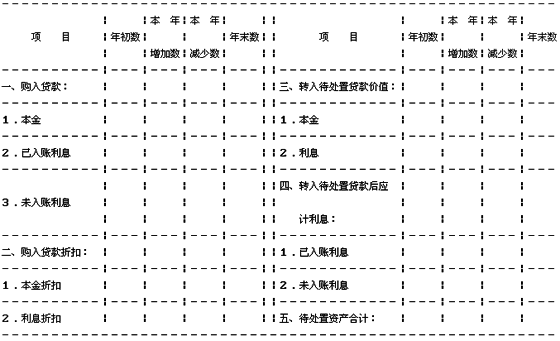 本 年 本 年 本 年 本 年
项 目 年初数 年末数 项 目 年初数 年末数
增加数 减少数 增加数 减少数
一、购入贷款： 三、转入待处置贷款价值：
1．本金 1．本金
2．已入账利息 2．利息
四、转入待处置贷款后应
3．未入账利息
计利息：
二、购入贷款折扣： 1．已入账利息
1．本金折扣 2．未入账利息
2．利息折扣 五、待处置资产合计：